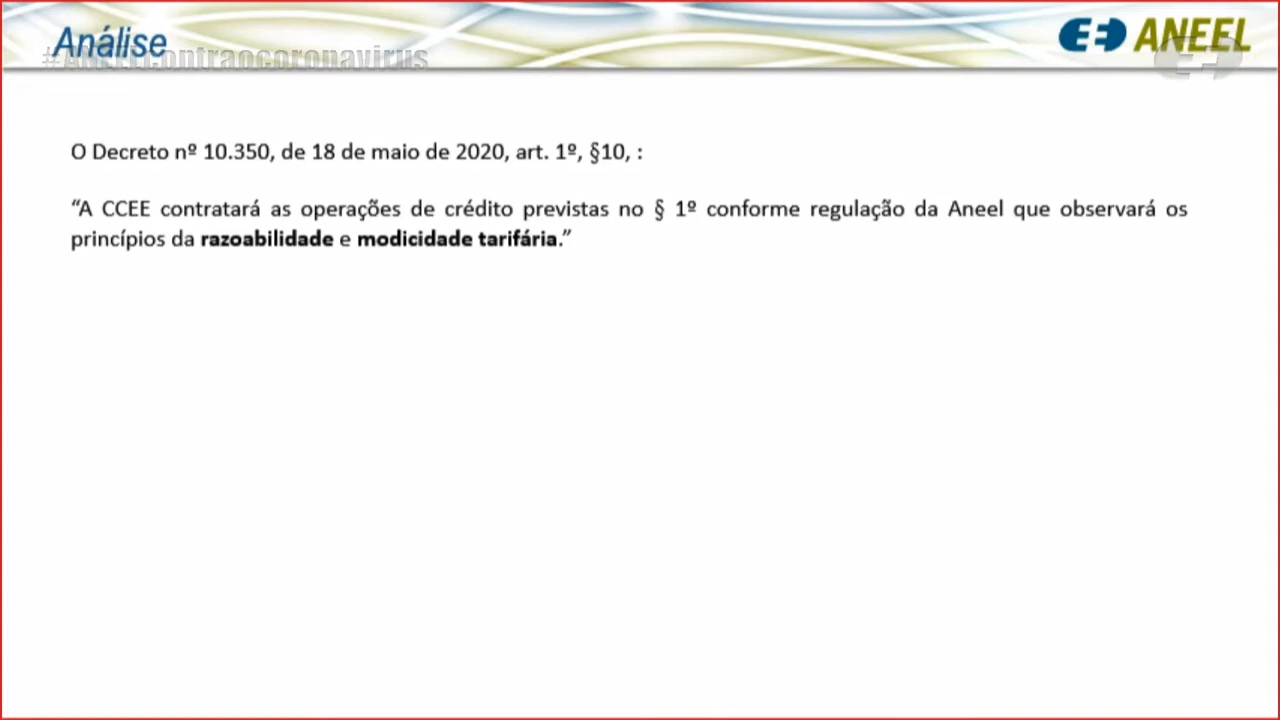 Análise
ANEEL
O Decreto nº 10.350, de 18 de maio de 2020, art. 1º, §10, :
“A CCEE contratará as operações de crédito previstas no § 1º conforme regulação da Aneel que observará os
princípios da razoabilidade e modicidade tarifária.”